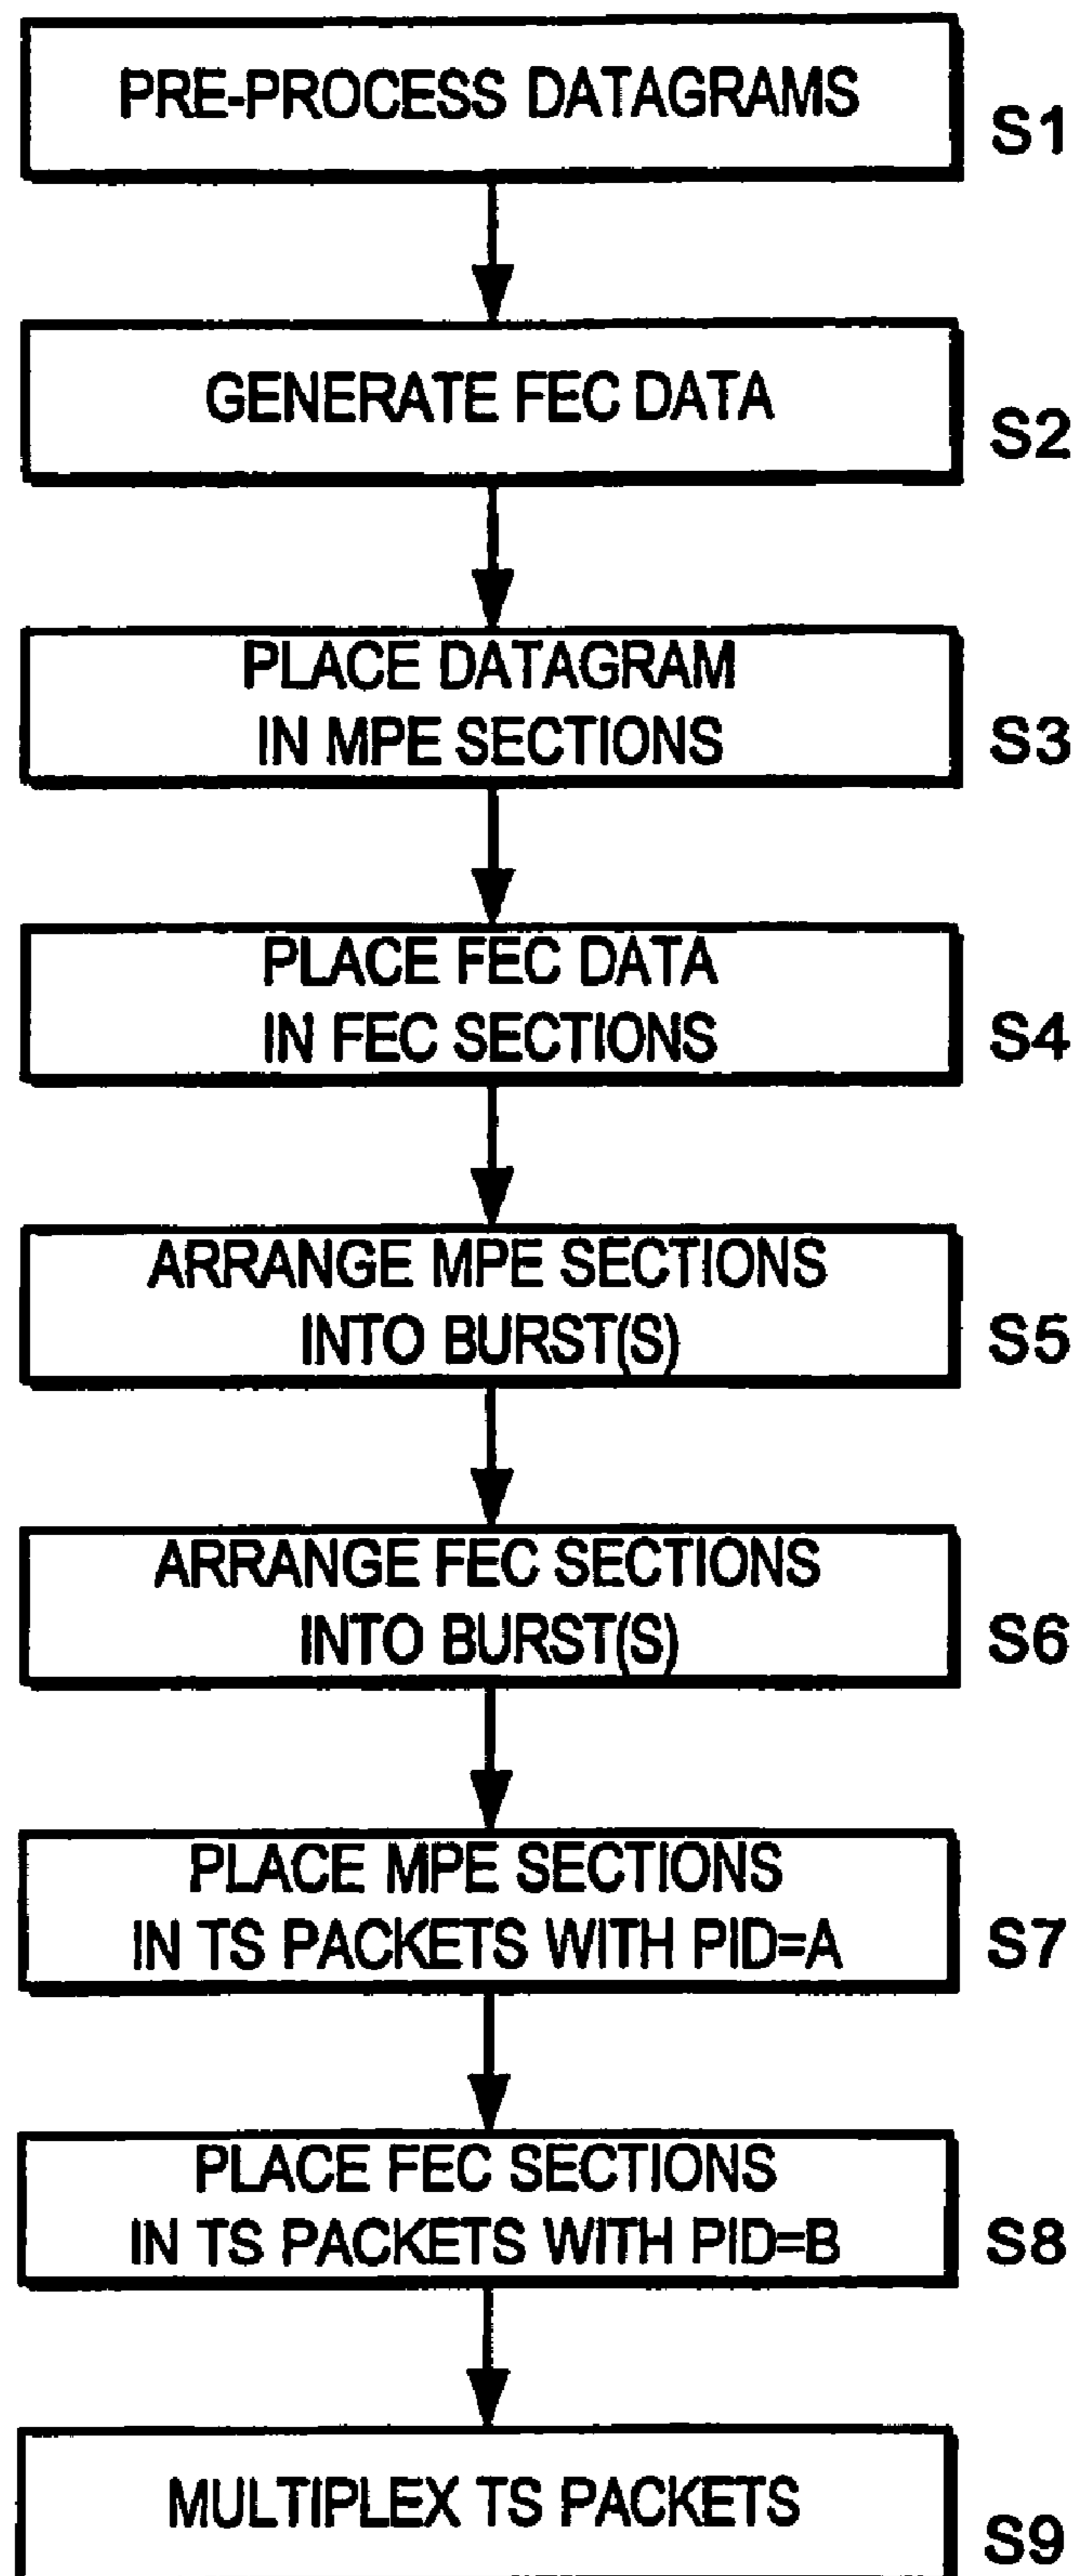 PRE-PROCESS DATAGRAMS
S1
GENERATE FEC DATA
S2
PLACE DATAGRAM
IN MPE SECTIONS
S3
PLACE FEC DATA
IN FEC SECTIONS
S4
ARRANGE MPE SECTIONS
INTO BURST(S)
S5
ARRANGE FEC SECTIONS
INTO BURST(S)
S6
PLACE MPE SECTIONS
IN TS PACKETS WITH PID=A
S7
PLACE FEC SECTIONS
IN TS PACKETS WITH PID=B
S8
MULTIPLEX TS PACKETS
S9